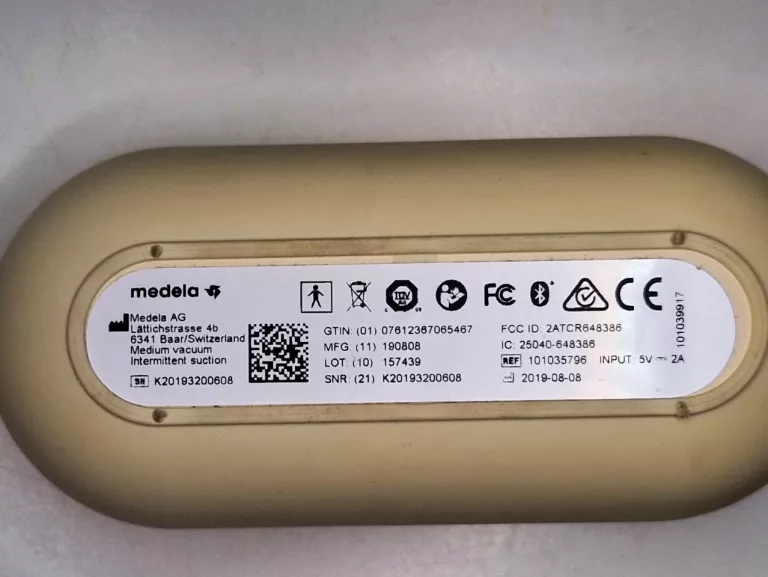 medela
Medela AG
Lättichstrasse 4b
6341 Baar/Switzerland
Medium vacuum
Intermittent suction
SN K20193200608
GTIN: (01) 07612367065467
MFG: (11) 190808
LOT: (10) 157439
SNR: (21) K20193200608
TÜV
C US
FC
CE
FCC ID: 2ATCR648386
IC: 25040-648386
REF 101035796 INPUT 5V⎓2A
2019-08-08
101039917